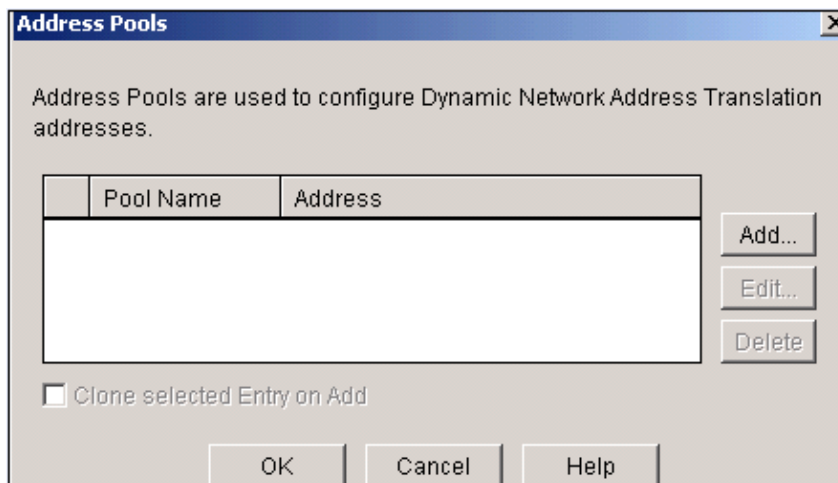 Address Pools
Address Pools are used to configure Dynamic Network Address Translation
addresses.
Pool Name Address
Add...
Edit...
Delete
Clone selected Entry on Add
OK Cancel Help